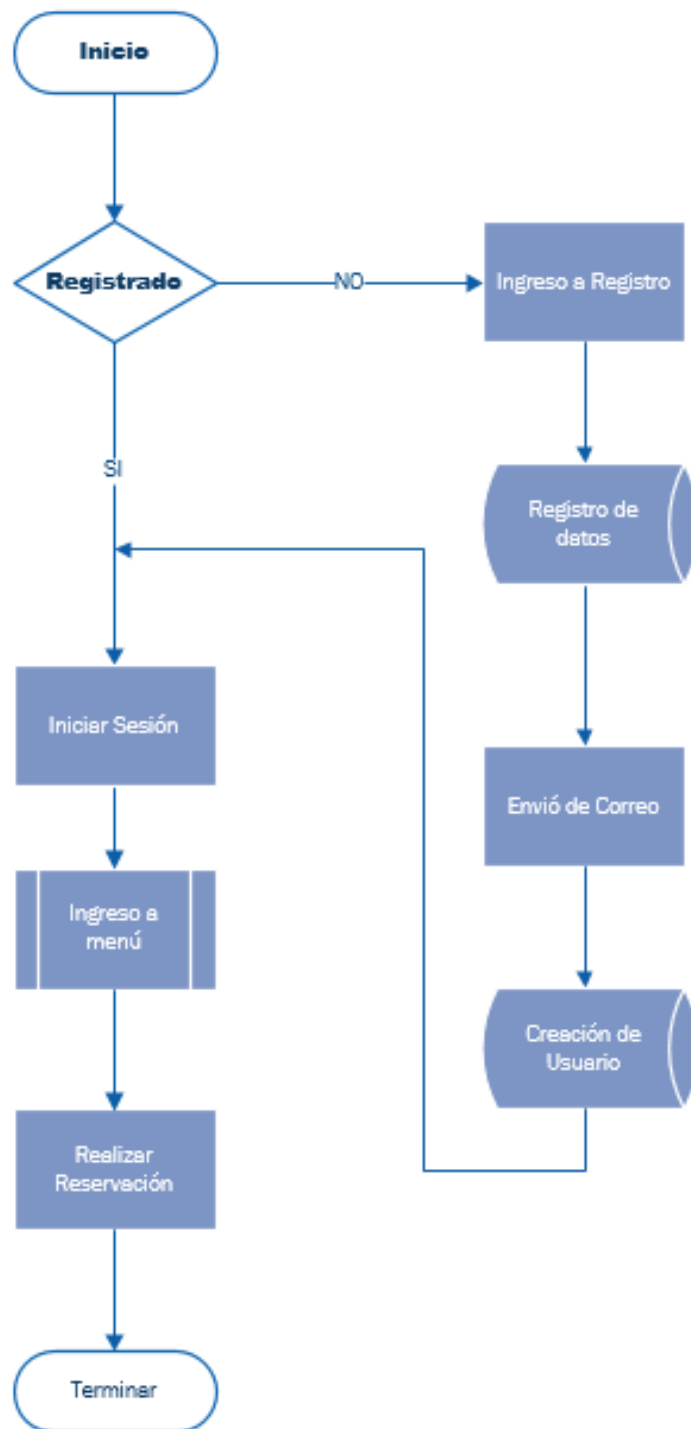 Inicio
Registrado
NO
Ingreso a Registro
SI
Registro de
datos
Iniciar Sesión
Envió de Correo
Ingreso a
menú
Creación de
Usuario
Realizar
Reservación
Terminar